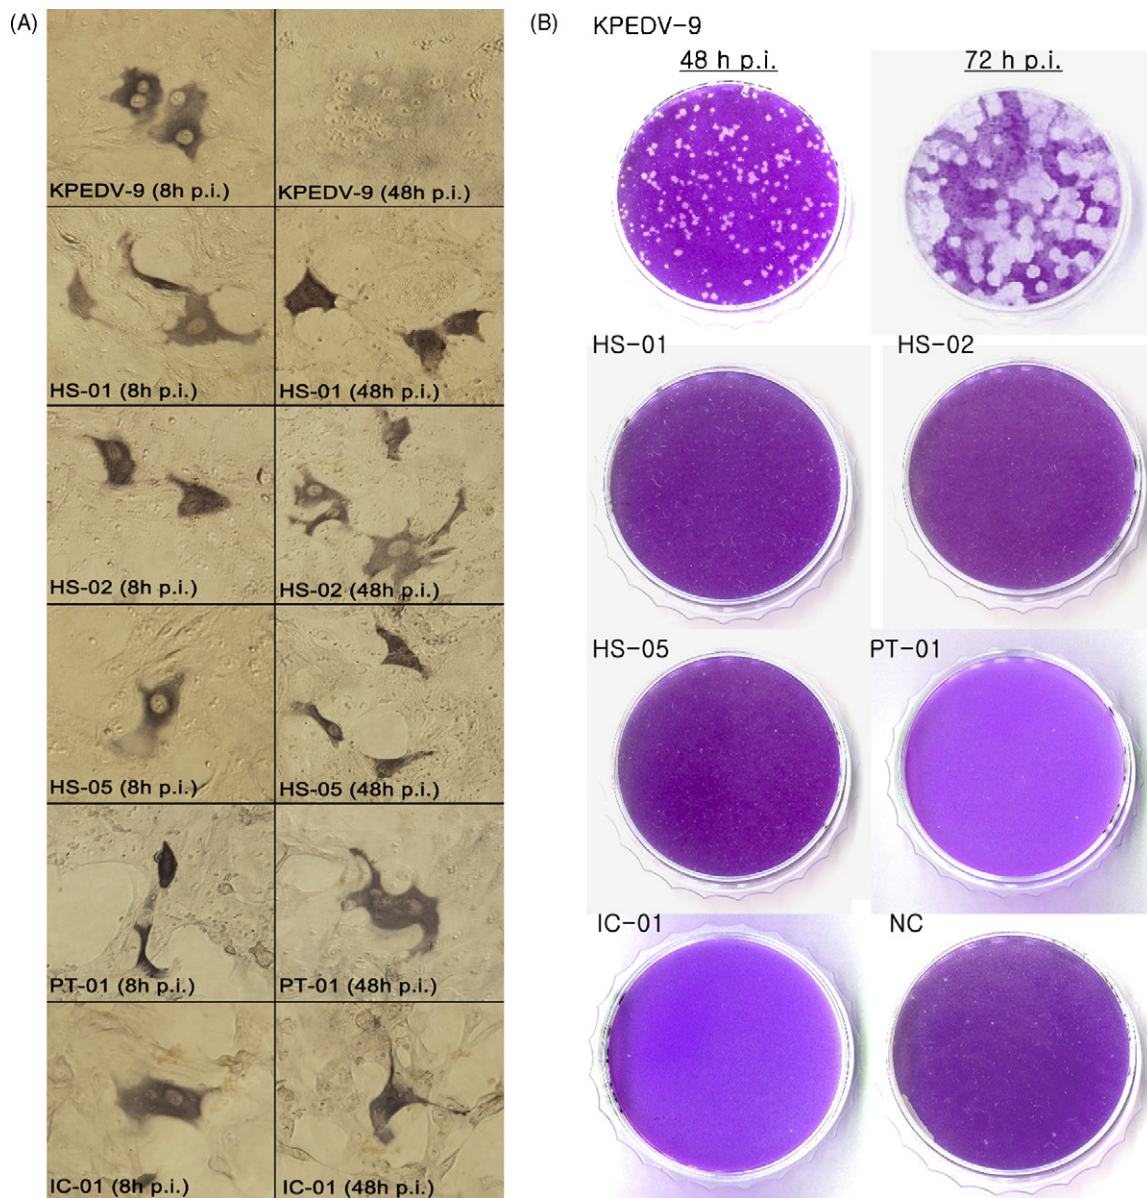 (A)
KPEDV-9 (8h p.i.)
KPEDV-9 (48h p.i.)
HS-01 (8h p.i.)
HS-01 (48h p.i.)
HS-02 (8h p.i.)
HS-02 (48h p.i.)
HS-05 (8h p.i.)
HS-05 (48h p.i.)
PT-01 (8h p.i.)
PT-01 (48h p.i.)
IC-01 (8h p.i.)
IC-01 (48h p.i.)
(B)
KPEDV-9
48 h p.i.
72 h p.i.
HS-01
HS-02
HS-05
PT-01
IC-01
NC